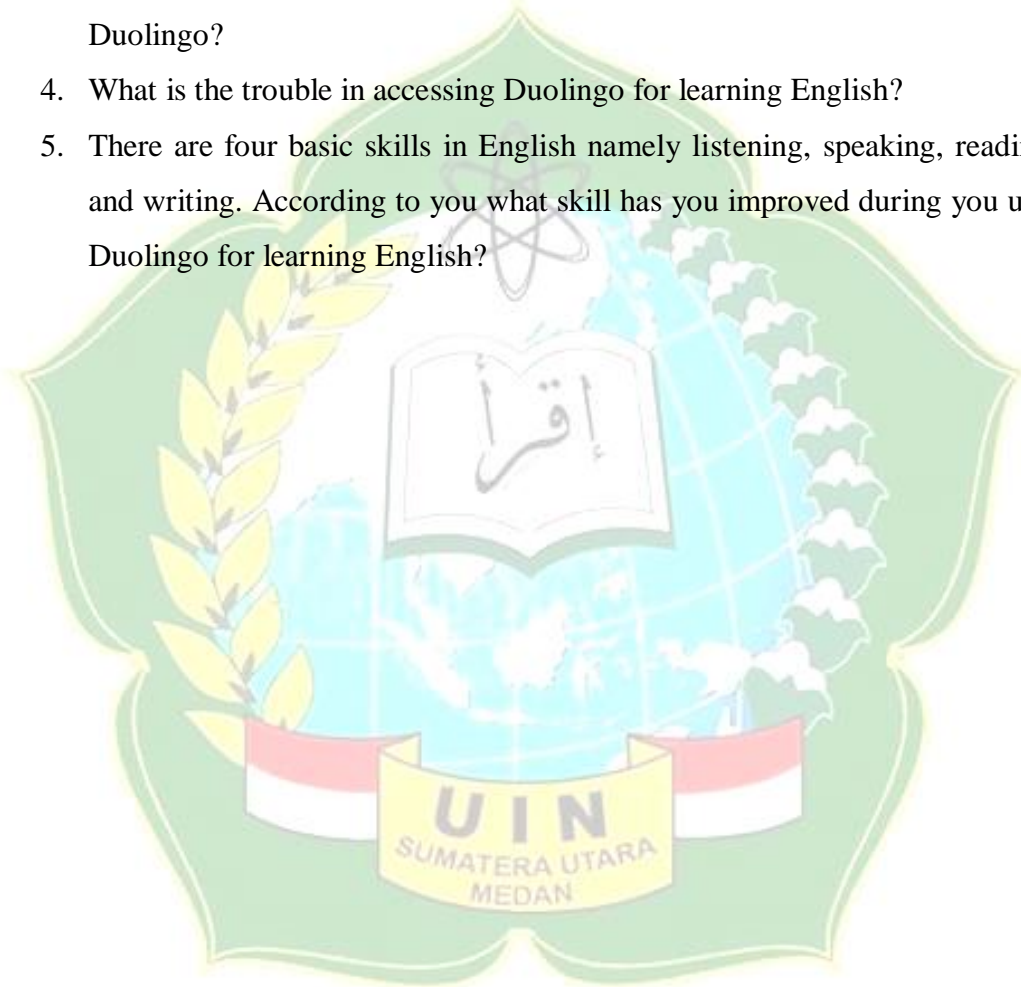 Duolingo?
4. What is the trouble in accessing Duolingo for learning English?
5. There are four basic skills in English namely listening, speaking, readi
and writing. According to you what skill has you improved during you u
Duolingo for learning English?
إقرأ
UIN
SUMATERA UTARA
MEDAN